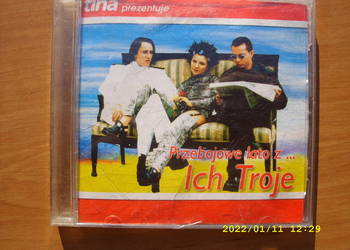 tina
prezentuje
Przebojowe lato z ...
Ich Troje
2022/01/11 12:29